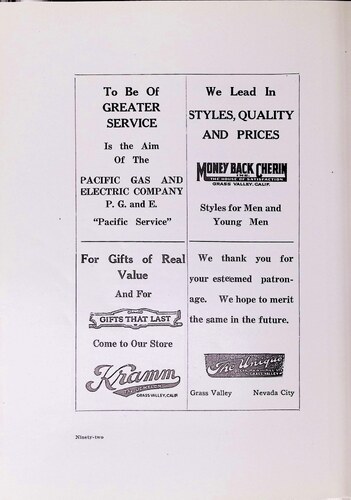 To Be Of
GREATER
SERVICE
Is the Aim
Of The
PACIFIC GAS AND
ELECTRIC COMPANY
P. G. and E.
"Pacific Service"
We Lead In
STYLES, QUALITY
AND PRICES
MONEY BACK CHERIN
INC.
THE HOUSE OF SATISFACTION
GRASS VALLEY, CALIF.
Styles for Men and
Young Men
For Gifts of Real
Value
And For
GIFTS THAT LAST
Come to Our Store
Kramm
GRASS VALLEY, CALIF.
We thank you for
your esteemed patron-
age. We hope to merit
the same in the future.
The Unique
Grass Valley Nevada City
Ninety-two